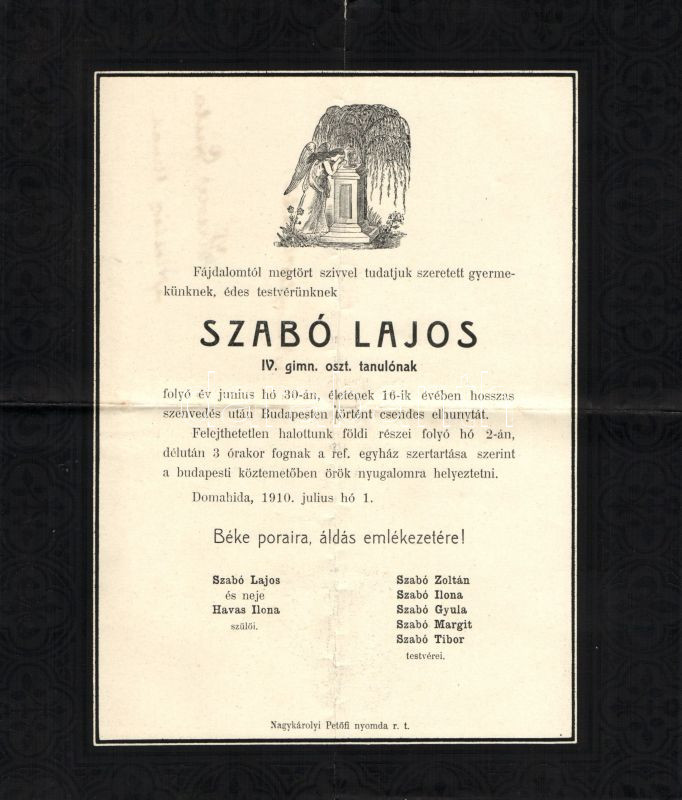 Fájdalomtól megtört szivvel tudatjuk szeretett gyerme-
künknek, édes testvérünknek
SZABÓ LAJOS
IV. gimn. oszt. tanulónak
folyó év junius hó 30-án, életének 16-ik évében hosszas
szenvedés után Budapesten történt csendes elhunytát.
Felejthetetlen halottunk földi részei folyó hó 2-án,
délután 3 órakor fognak a ref. egyház szertartása szerint
a budapesti köztemetőben örök nyugalomra helyeztetni.
Domahida, 1910. julius hó 1.
Béke poraira, áldás emlékezetére!
Szabó Lajos
és neje
Havas Ilona
szülői.
Szabó Zoltán
Szabó Ilona
Szabó Gyula
Szabó Margit
Szabó Tibor
testvérei.
Nagykárolyi Petőfi nyomda r. t.